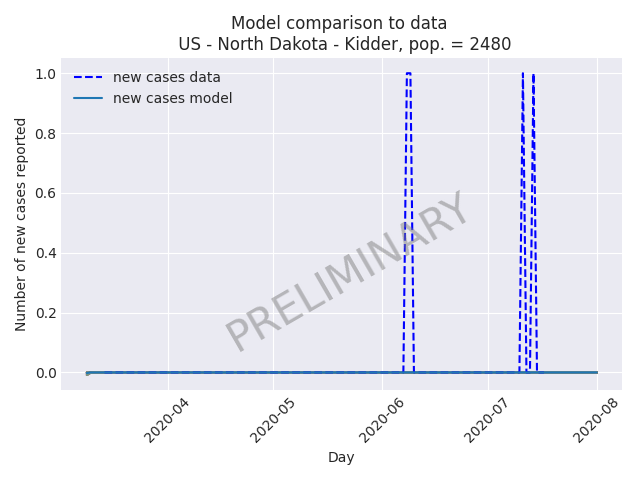 Model comparison to data
US - North Dakota - Kidder, pop. = 2480
new cases data
new cases model
Number of new cases reported
1.0
0.8
0.6
0.4
0.2
0.0
PRELIMINARY
2020-04
2020-05
2020-06
2020-07
2020-08
Day